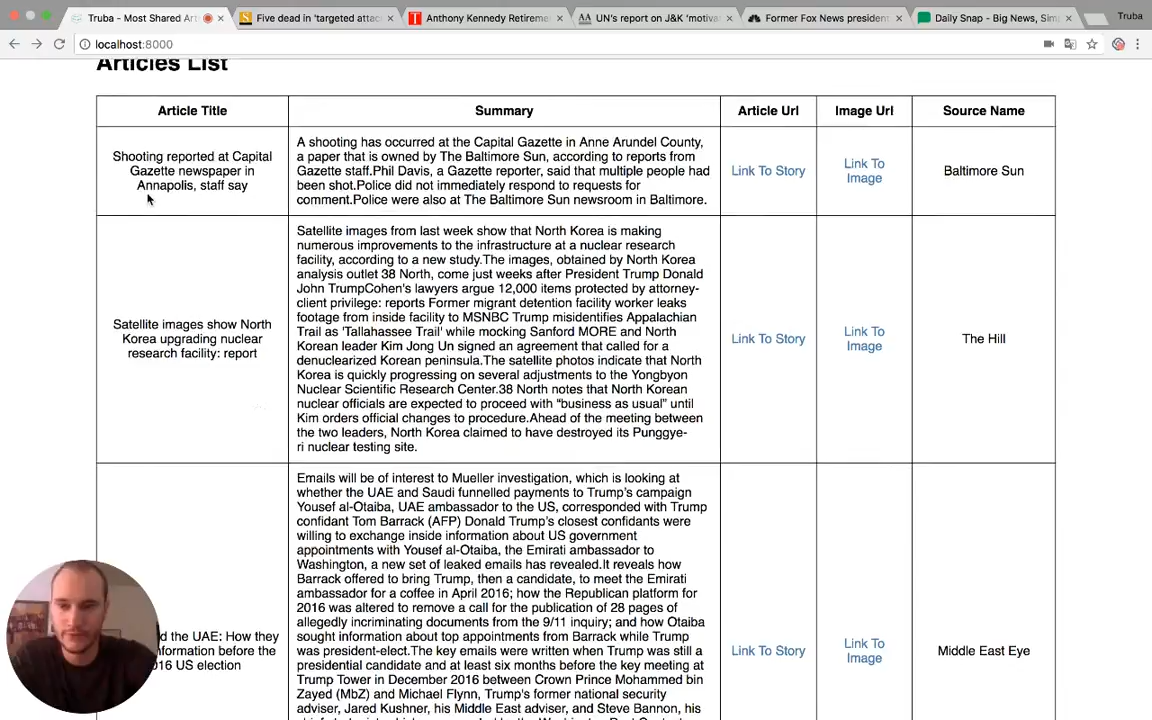 Truba - Most Shared Ar
Five dead in 'targeted attac
Anthony Kennedy Retireme
UN's report on J&K 'motiva
Former Fox News president
Daily Snap - Big News, Sim
Truba
localhost:8000
Articles List
Article Title
Summary
Article Url
Image Url
Source Name
Shooting reported at Capital
Gazette newspaper in
Annapolis, staff say
A shooting has occurred at the Capital Gazette in Anne Arundel County,
a paper that is owned by The Baltimore Sun, according to reports from
Gazette staff.Phil Davis, a Gazette reporter, said that multiple people had
been shot.Police did not immediately respond to requests for
comment.Police were also at The Baltimore Sun newsroom in Baltimore.
Link To Story
Link To
Image
Baltimore Sun
Satellite images show North
Korea upgrading nuclear
research facility: report
Satellite images from last week show that North Korea is making
numerous improvements to the infrastructure at a nuclear research
facility, according to a new study.The images, obtained by North Korea
analysis outlet 38 North, come just weeks after President Trump Donald
John TrumpCohen's lawyers argue 12,000 items protected by attorney-
client privilege: reports Former migrant detention facility worker leaks
footage from inside facility to MSNBC Trump misidentifies Appalachian
Trail as 'Tallahassee Trail' while mocking Sanford MORE and North
Korean leader Kim Jong Un signed an agreement that called for a
denuclearized Korean peninsula.The satellite photos indicate that North
Korea is quickly progressing on several adjustments to the Yongbyon
Nuclear Scientific Research Center.38 North notes that North Korean
nuclear officials are expected to proceed with “business as usual” until
Kim orders official changes to procedure.Ahead of the meeting between
the two leaders, North Korea claimed to have destroyed its Punggye-
ri nuclear testing site.
Link To Story
Link To
Image
The Hill
d the UAE: How they
nformation before the
16 US election
Emails will be of interest to Mueller investigation, which is looking at
whether the UAE and Saudi funnelled payments to Trump’s campaign
Yousef al-Otaiba, UAE ambassador to the US, corresponded with Trump
confidant Tom Barrack (AFP) Donald Trump’s closest confidants were
willing to exchange inside information about US government
appointments with Yousef al-Otaiba, the Emirati ambassador to
Washington, a new set of leaked emails has revealed.It reveals how
Barrack offered to bring Trump, then a candidate, to meet the Emirati
ambassador for a coffee in April 2016; how the Republican platform for
2016 was altered to remove a call for the publication of 28 pages of
allegedly incriminating documents from the 9/11 inquiry; and how Otaiba
sought information about top appointments from Barrack while Trump
was president-elect.The key emails were written when Trump was still a
presidential candidate and at least six months before the key meeting at
Trump Tower in December 2016 between Crown Prince Mohammed bin
Zayed (MbZ) and Michael Flynn, Trump's former national security
adviser, Jared Kushner, his Middle East adviser, and Steve Bannon, his
Link To Story
Link To
Image
Middle East Eye